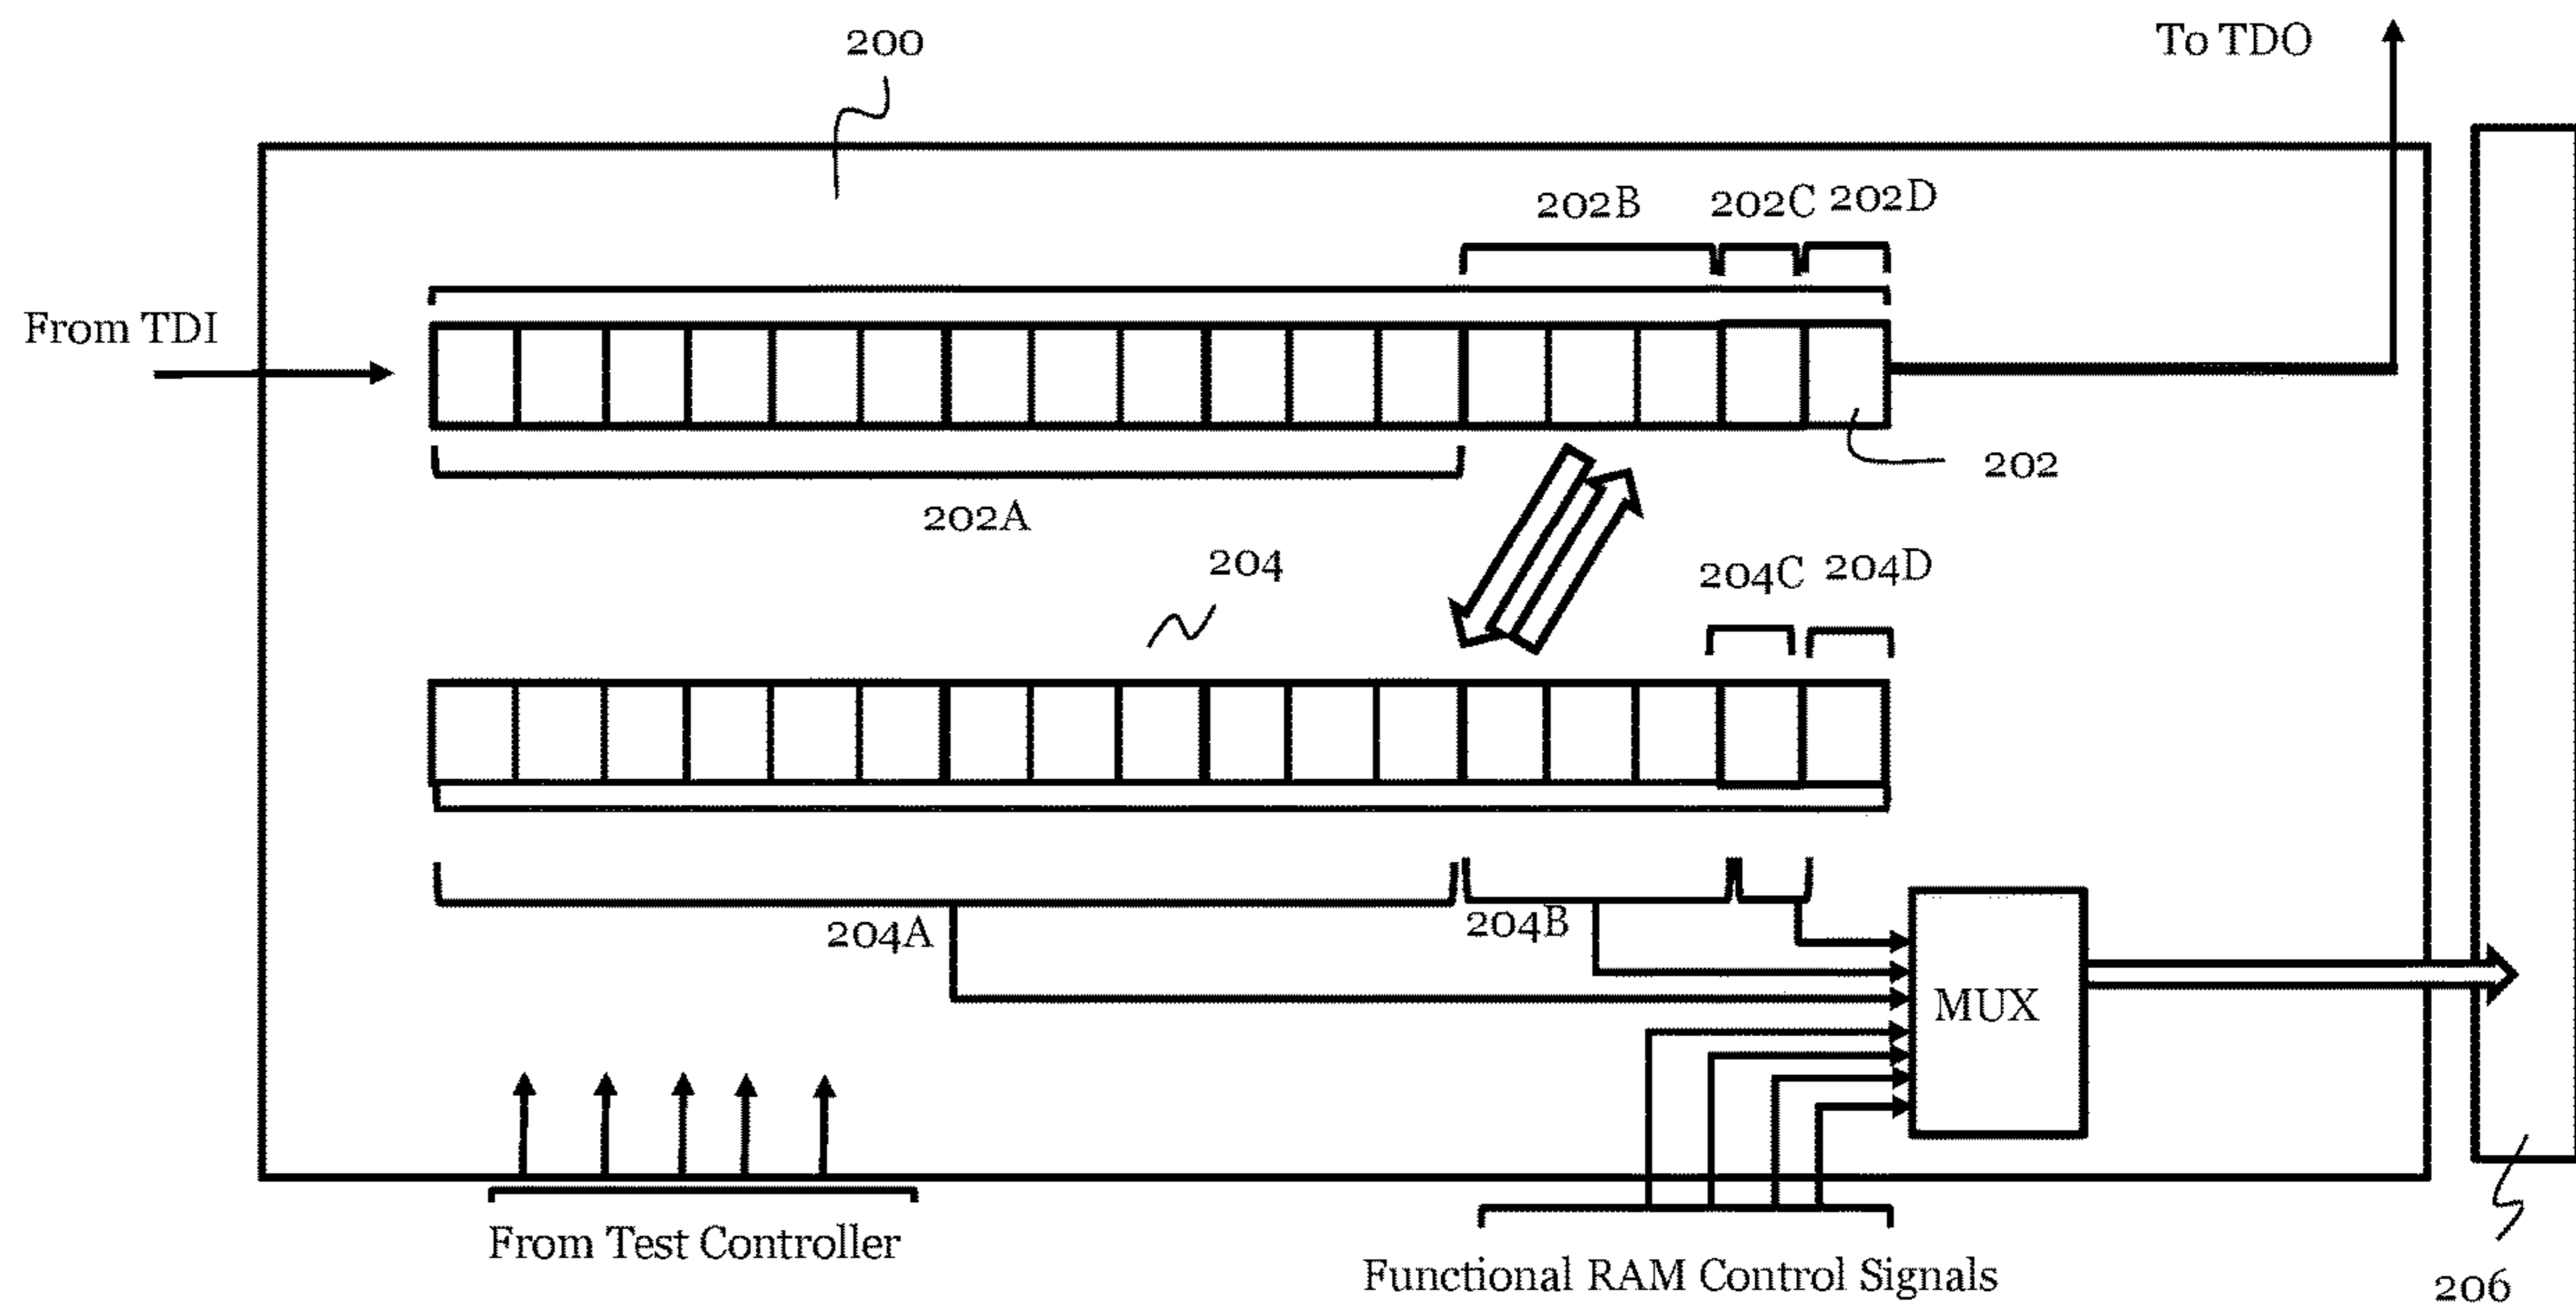 200
To TDO
202B
202C
202D
From TDI
202
202A
204
204C
204D
204A
204B
MUX
From Test Controller
Functional RAM Control Signals
206